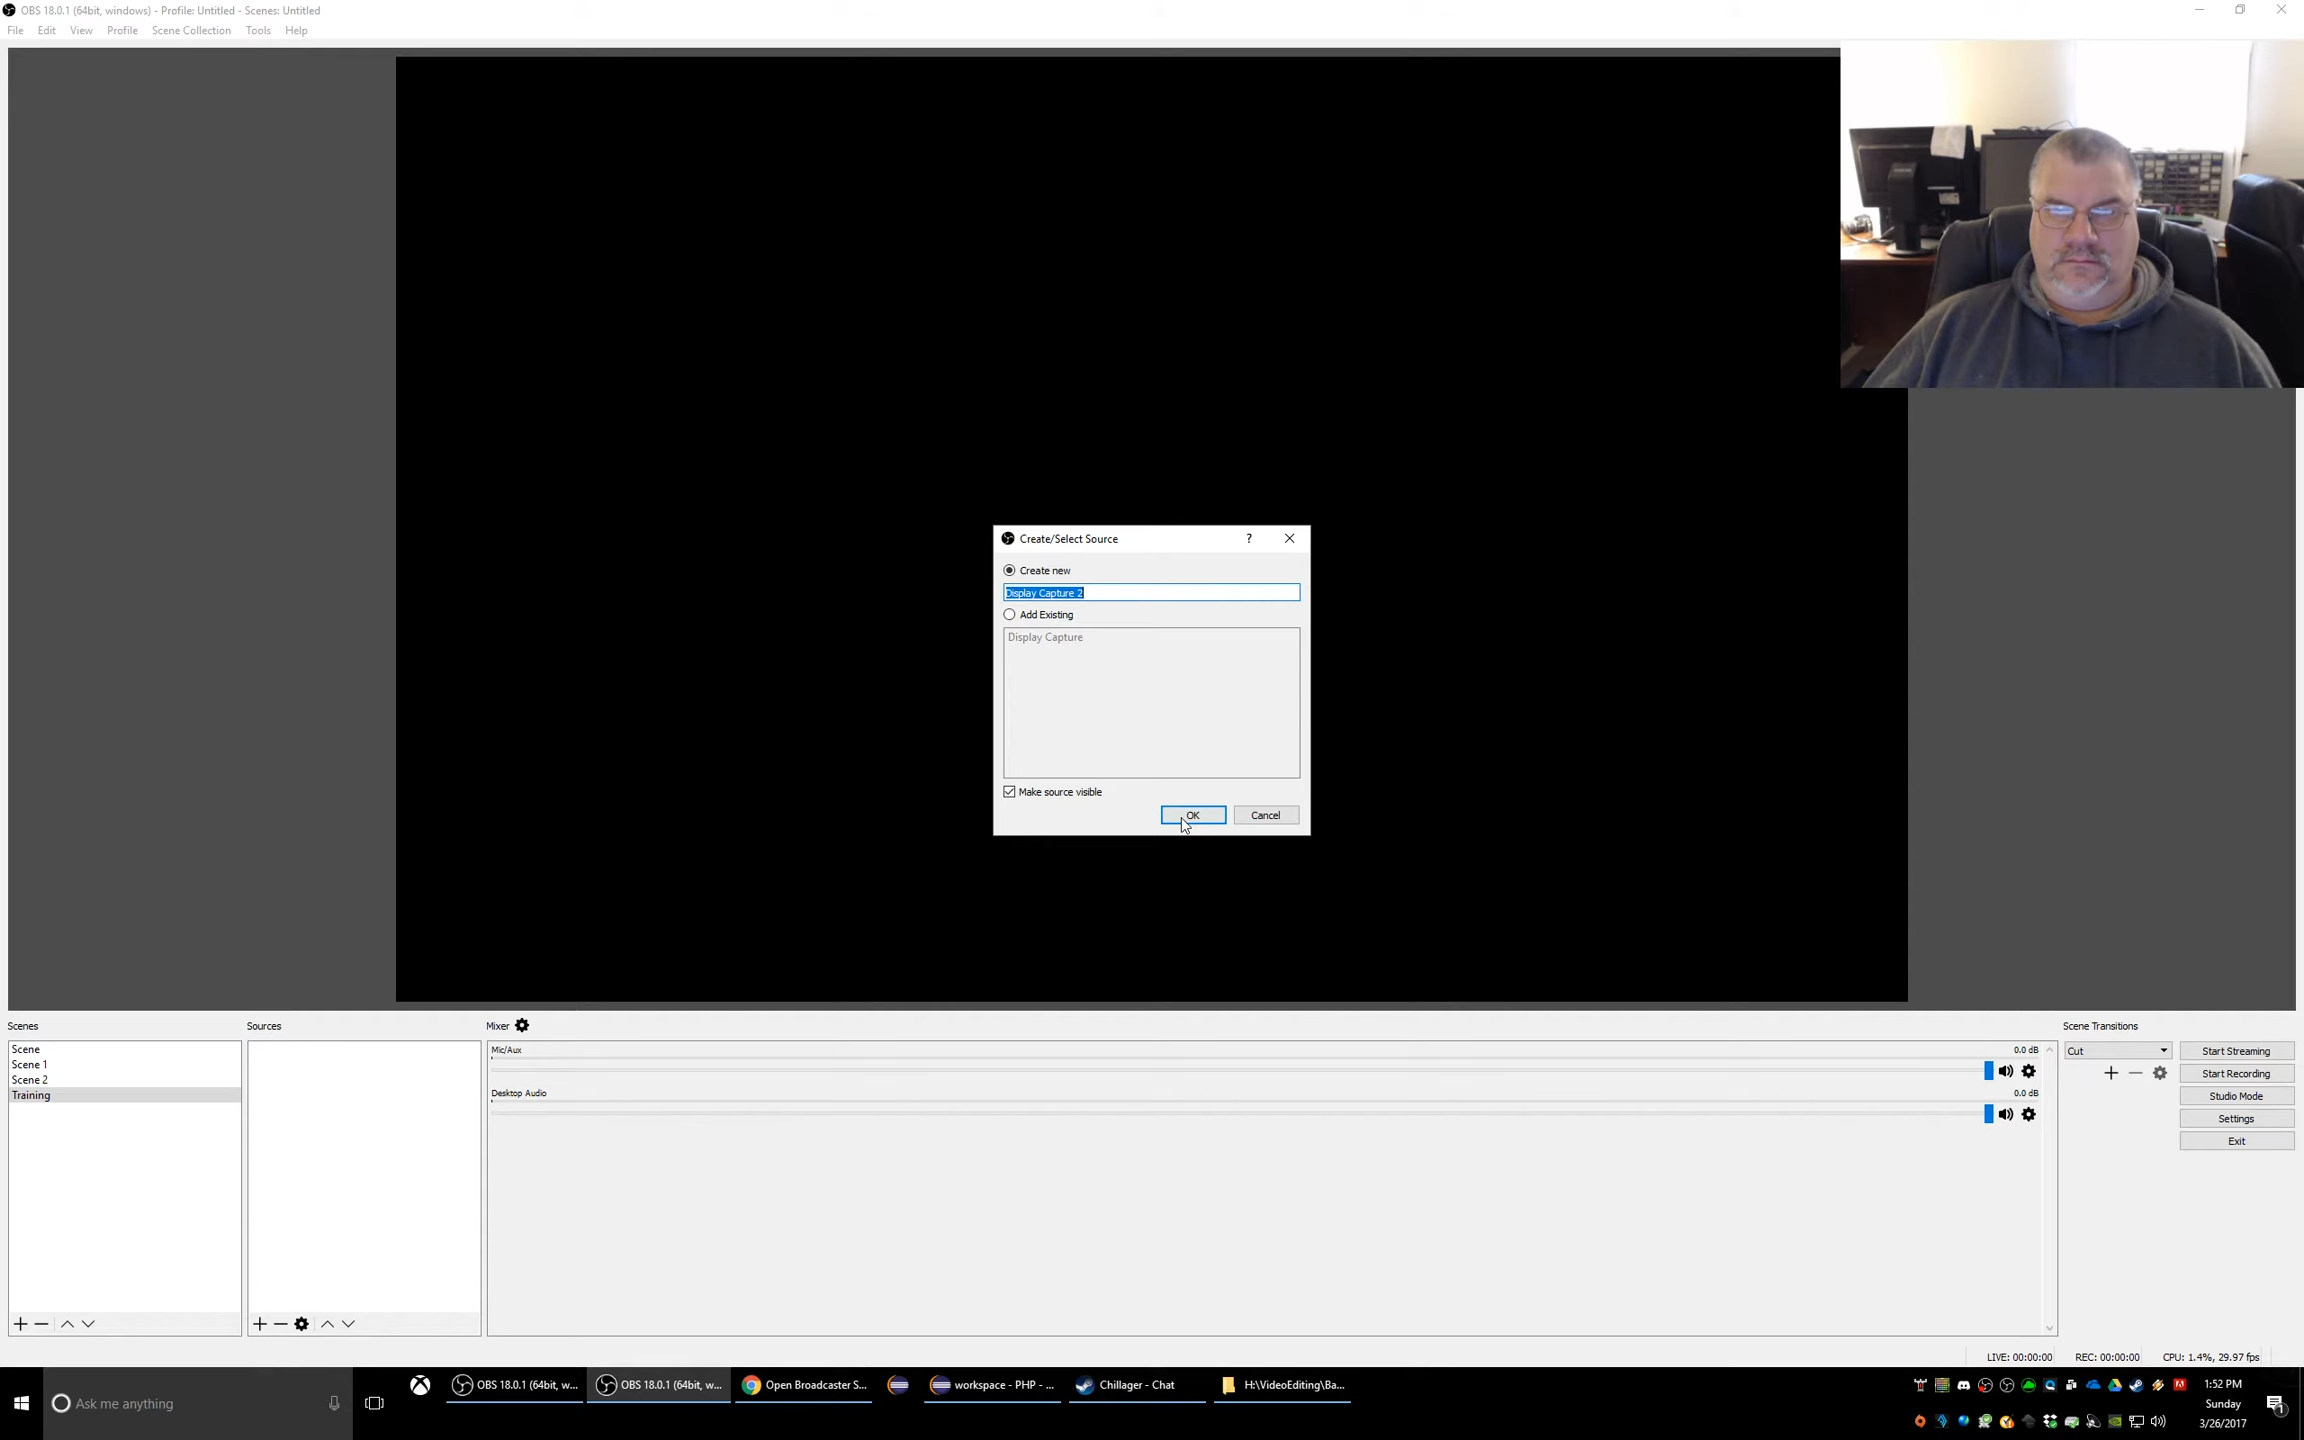 OBS 18.0.1 (64bit, windows) - Profile: Untitled - Scenes: Untitled
File Edit View Profile Scene Collection Tools Help
Create/Select Source ?
Create new
Display Capture 2
Add Existing
Display Capture
Make source visible
OK Cancel
Scenes Sources Mixer Scene Transitions
Scene
Scene 1
Scene 2
Training
Mic/Aux 0.0 dB
Desktop Audio 0.0 dB
Cut
Start Streaming
Start Recording
Studio Mode
Settings
Exit
LIVE: 00:00:00 REC: 00:00:00 CPU: 1.4%, 29.97 fps
Ask me anything
OBS 18.0.1 (64bit, w... OBS 18.0.1 (64bit, w... Open Broadcaster S... workspace - PHP - ... Chillager - Chat H:\VideoEditing\Ba...
1:52 PM
Sunday
3/26/2017
1